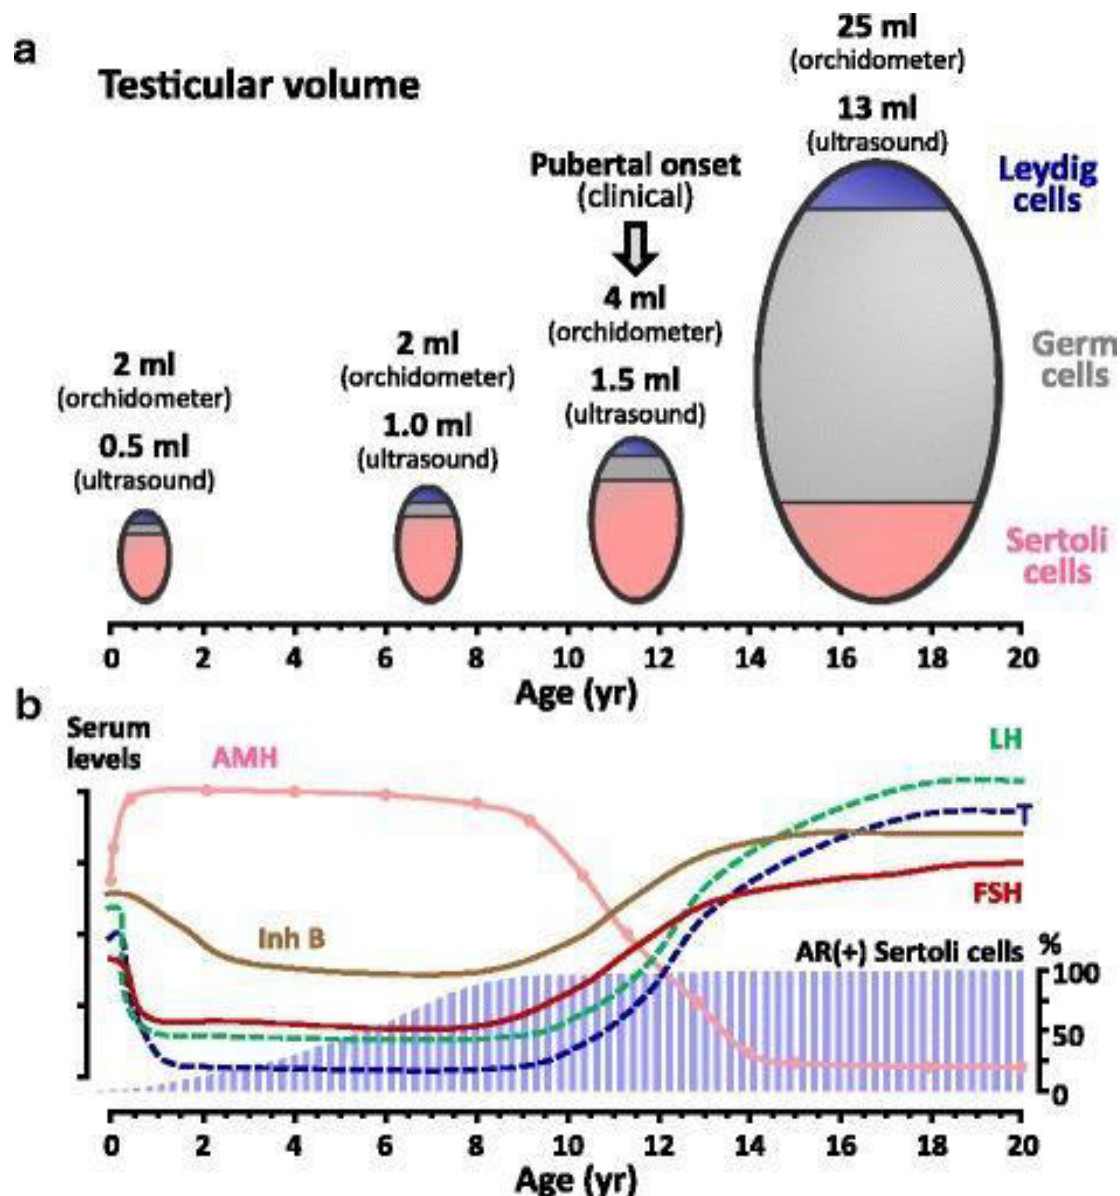 a
Testicular volume
25 ml
(orchidometer)
13 ml
(ultrasound)
Pubertal onset
(clinical)
4 ml
(orchidometer)
1.5 ml
(ultrasound)
2 ml
(orchidometer)
1.0 ml
(ultrasound)
2 ml
(orchidometer)
0.5 ml
(ultrasound)
Leydig
cells
Germ
cells
Sertoli
cells
0 2 4 6 8 10 12 14 16 18 20
Age (yr)
b
Serum
levels
AMH
LH
T
Inh B
FSH
AR(+) Sertoli cells %
100
50
0
0 2 4 6 8 10 12 14 16 18 20
Age (yr)